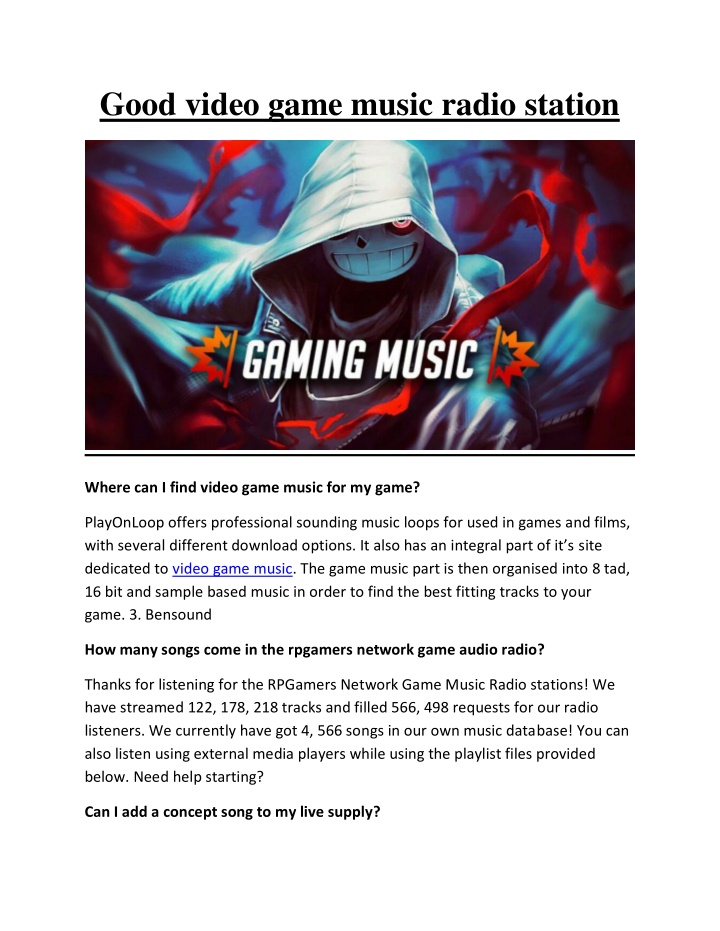 Good video game music radio station
GAMING MUSIC
Where can I find video game music for my game?
PlayOnLoop offers professional sounding music loops for used in games and films,
with several different download options. It also has an integral part of it’s site
dedicated to video game music. The game music part is then organised into 8 tad,
16 bit and sample based music in order to find the best fitting tracks to your
game. 3. Bensound
How many songs come in the rpgamers network game audio radio?
Thanks for listening for the RPGamers Network Game Music Radio stations! We
have streamed 122, 178, 218 tracks and filled 566, 498 requests for our radio
listeners. We currently have got 4, 566 songs in our own music database! You can
also listen using external media players while using the playlist files provided
below. Need help starting?
Can I add a concept song to my live supply?